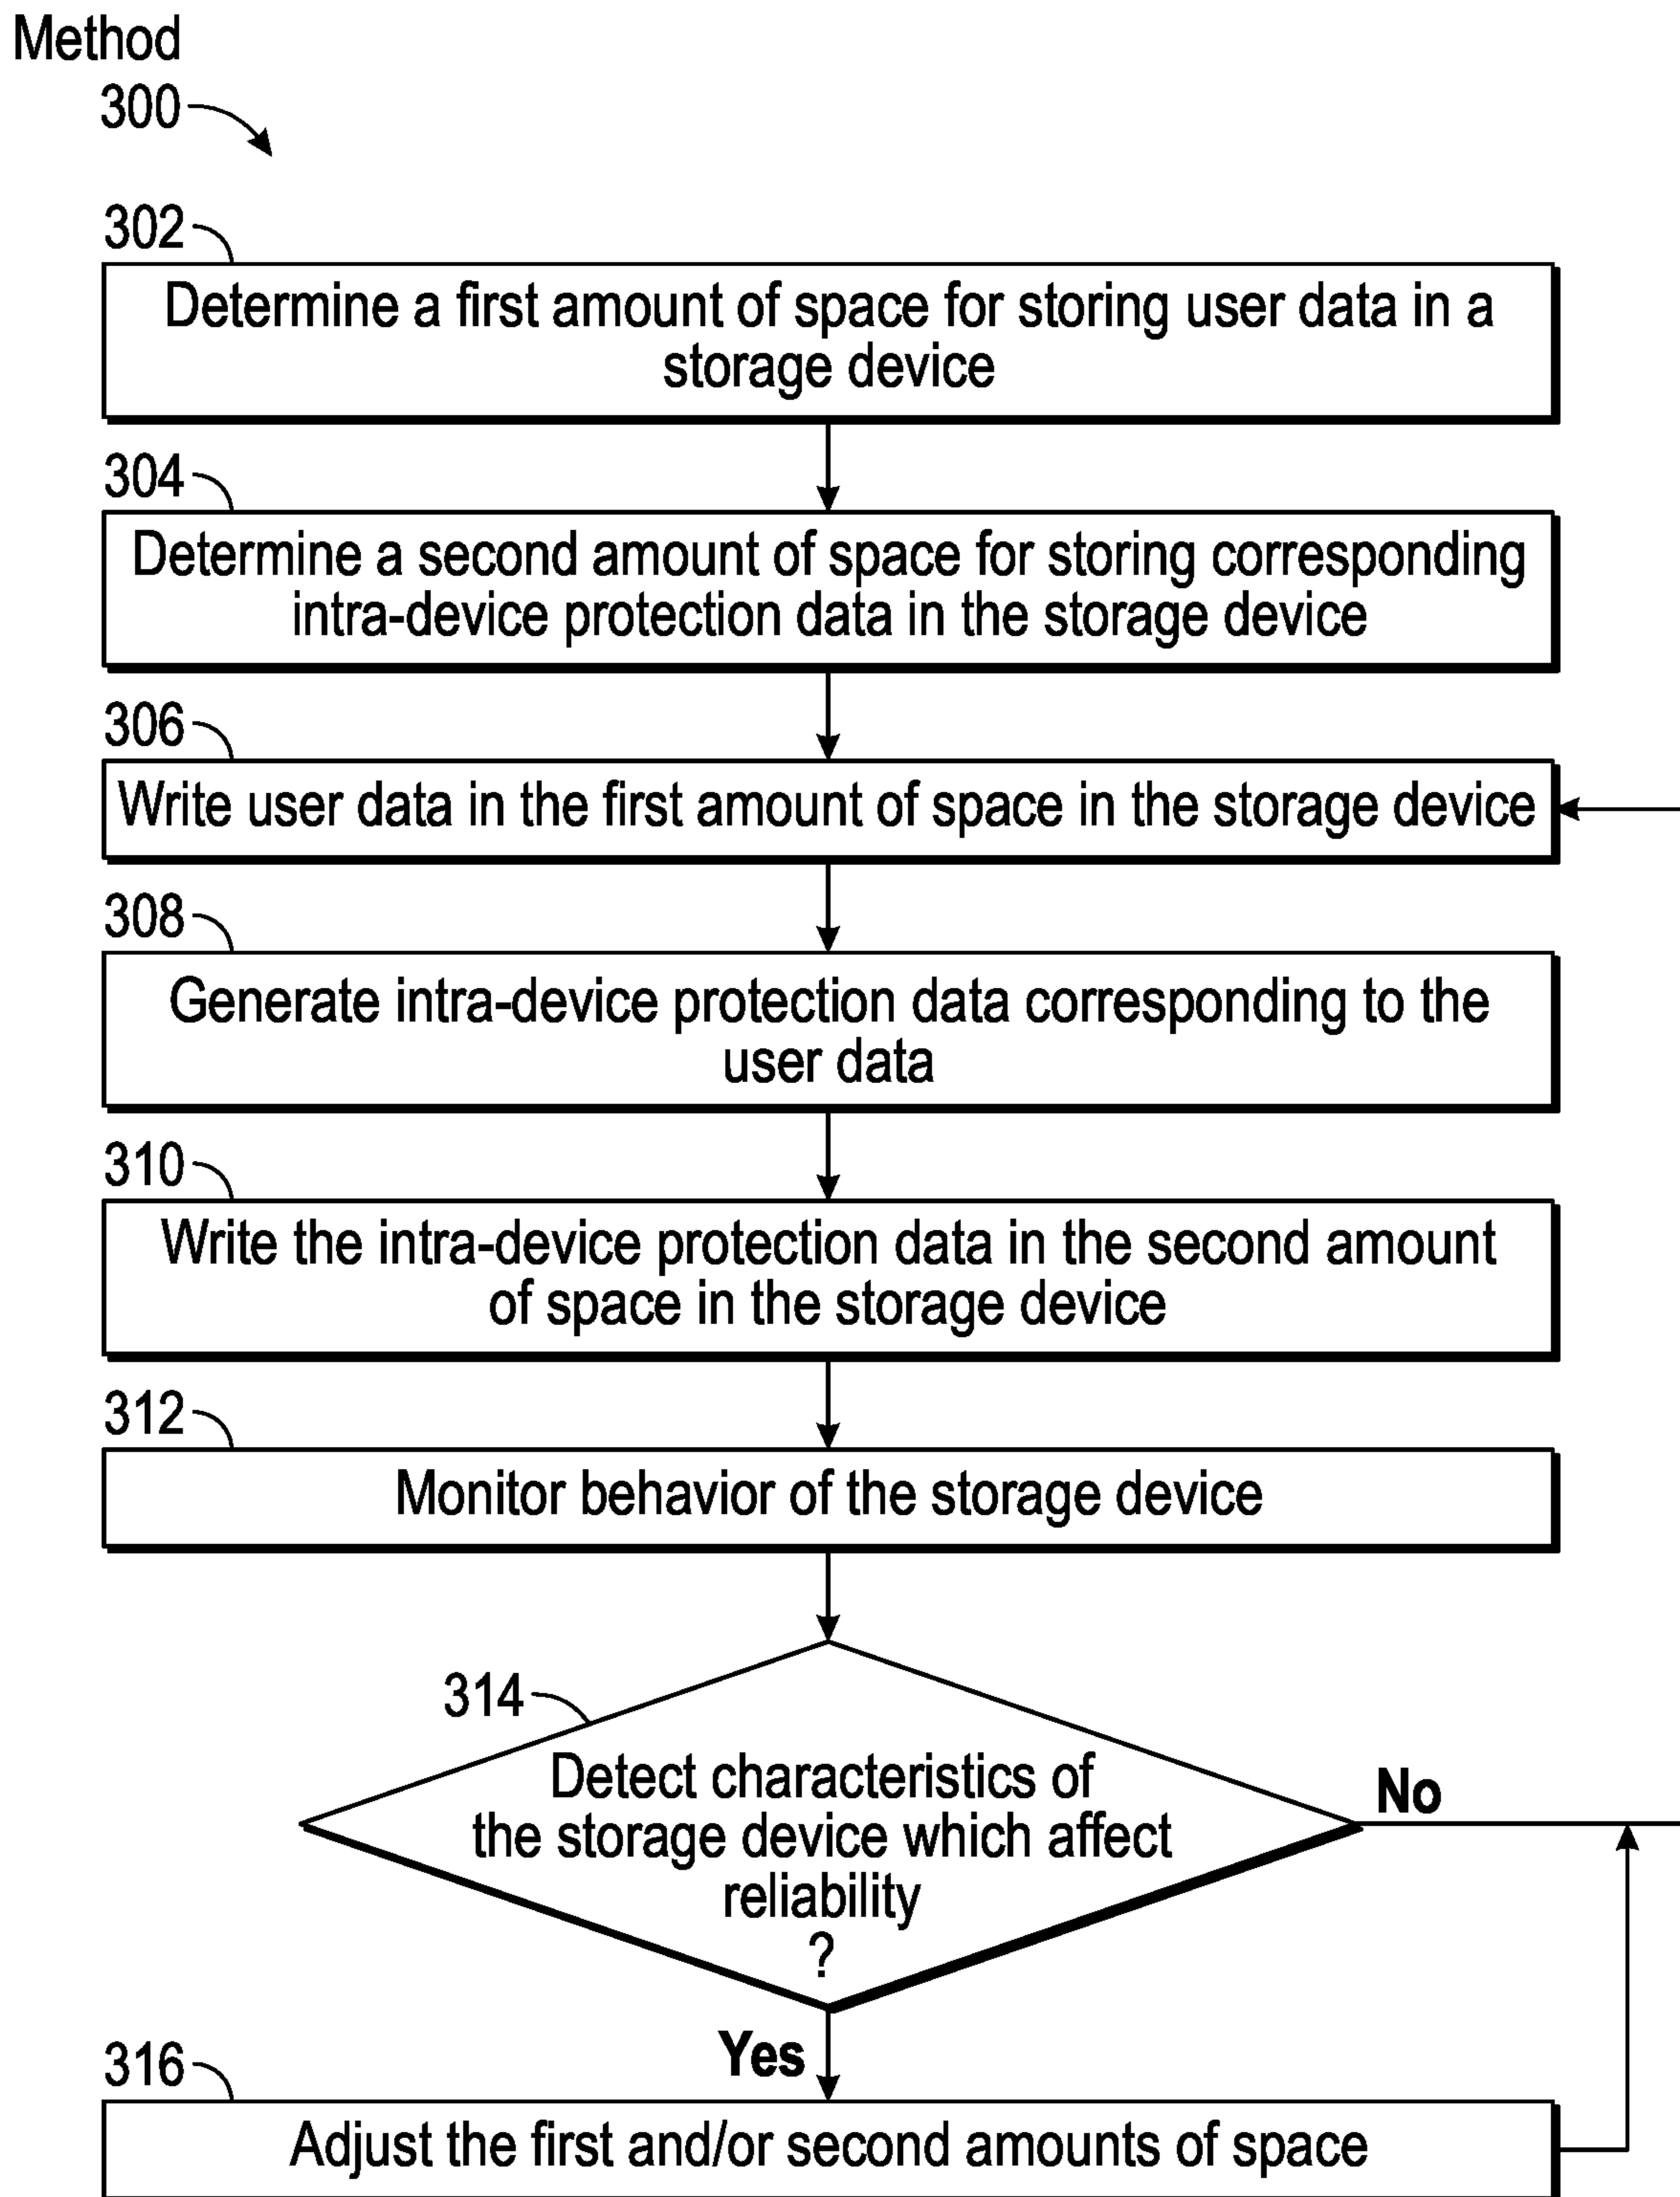 Method
300
302
Determine a first amount of space for storing user data in a
storage device
304
Determine a second amount of space for storing corresponding
intra-device protection data in the storage device
306
Write user data in the first amount of space in the storage device
308
Generate intra-device protection data corresponding to the
user data
310
Write the intra-device protection data in the second amount
of space in the storage device
312
Monitor behavior of the storage device
314
Detect characteristics of
the storage device which affect
reliability
?
No
Yes
316
Adjust the first and/or second amounts of space